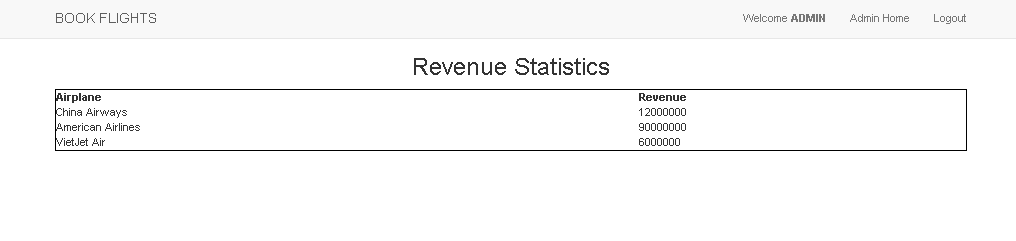 BOOK FLIGHTS Welcome ADMIN Admin Home Logout
Revenue Statistics
Airplane Revenue
China Airways 12000000
American Airlines 90000000
VietJet Air 6000000